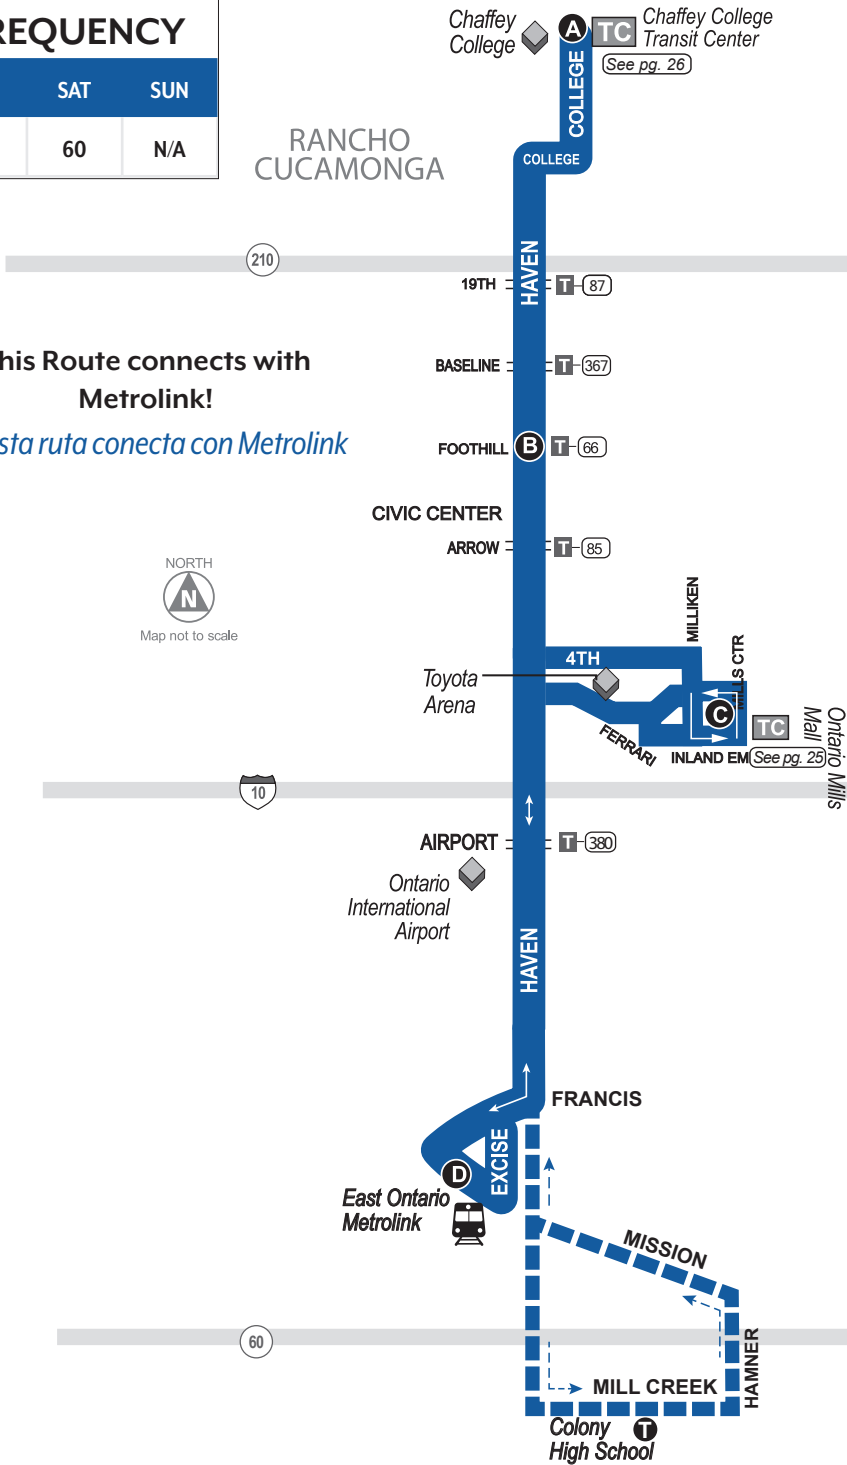 REQUENCY
SAT SUN
60 N/A
Chaffey
College
A
TC
Chaffey College
Transit Center
See pg. 26
COLLEGE
COLLEGE
RANCHO
CUCAMONGA
210
HAVEN
19TH T 87
his Route connects with
Metrolink!
sta ruta conecta con Metrolink
BASELINE T 367
FOOTHILL B T 66
CIVIC CENTER
ARROW T 85
NORTH
N
Map not to scale
MILLIKEN
4TH
MILLS CTR
Toyota
Arena
C
TC
Ontario Mills
Mall
FERRARI
INLAND EM
See pg. 25
10
AIRPORT T 380
Ontario
International
Airport
HAVEN
FRANCIS
EXCISE
D
East Ontario
Metrolink
MISSION
60
HAMNER
MILL CREEK
Colony
High School
T